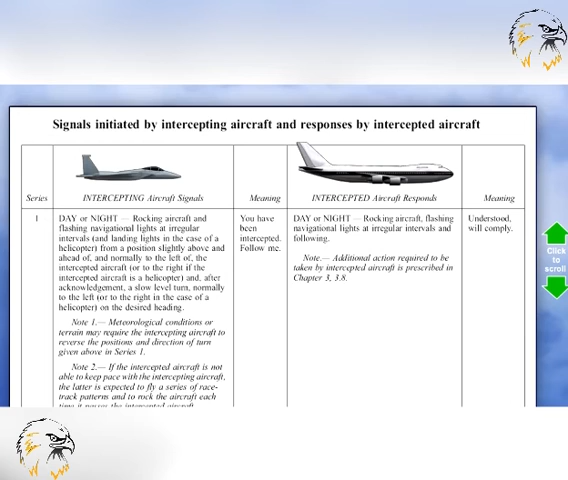 Signals initiated by intercepting aircraft and responses by intercepted aircraft
Series
INTERCEPTING Aircraft Signals
Meaning
INTERCEPTED Aircraft Responds
Meaning
1
DAY or NIGHT — Rocking aircraft and
flashing navigational lights at irregular
intervals (and landing lights in the case of a
helicopter) from a position slightly above and
ahead of, and normally to the left of, the
intercepted aircraft (or to the right if the
intercepted aircraft is a helicopter) and, after
acknowledgement, a slow level turn, normally
to the left (or to the right in the case of a
helicopter) on the desired heading.
Note 1.— Meteorological conditions or
terrain may require the intercepting aircraft to
reverse the positions and direction of turn
given above in Series 1.
Note 2.— If the intercepted aircraft is not
able to keep pace with the intercepting aircraft,
the latter is expected to fly a series of race-
track patterns and to rock the aircraft each
time it passes the intercepted aircraft.
You have
been
intercepted.
Follow me.
DAY or NIGHT — Rocking aircraft, flashing
navigational lights at irregular intervals and
following.
Note.— Additional action required to be
taken by intercepted aircraft is prescribed in
Chapter 3, 3.8.
Understood,
will comply.
Click
to
scroll